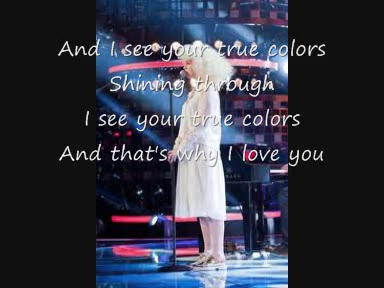 And I see your true colors
Shining through
I see your true colors
And that's why I love you